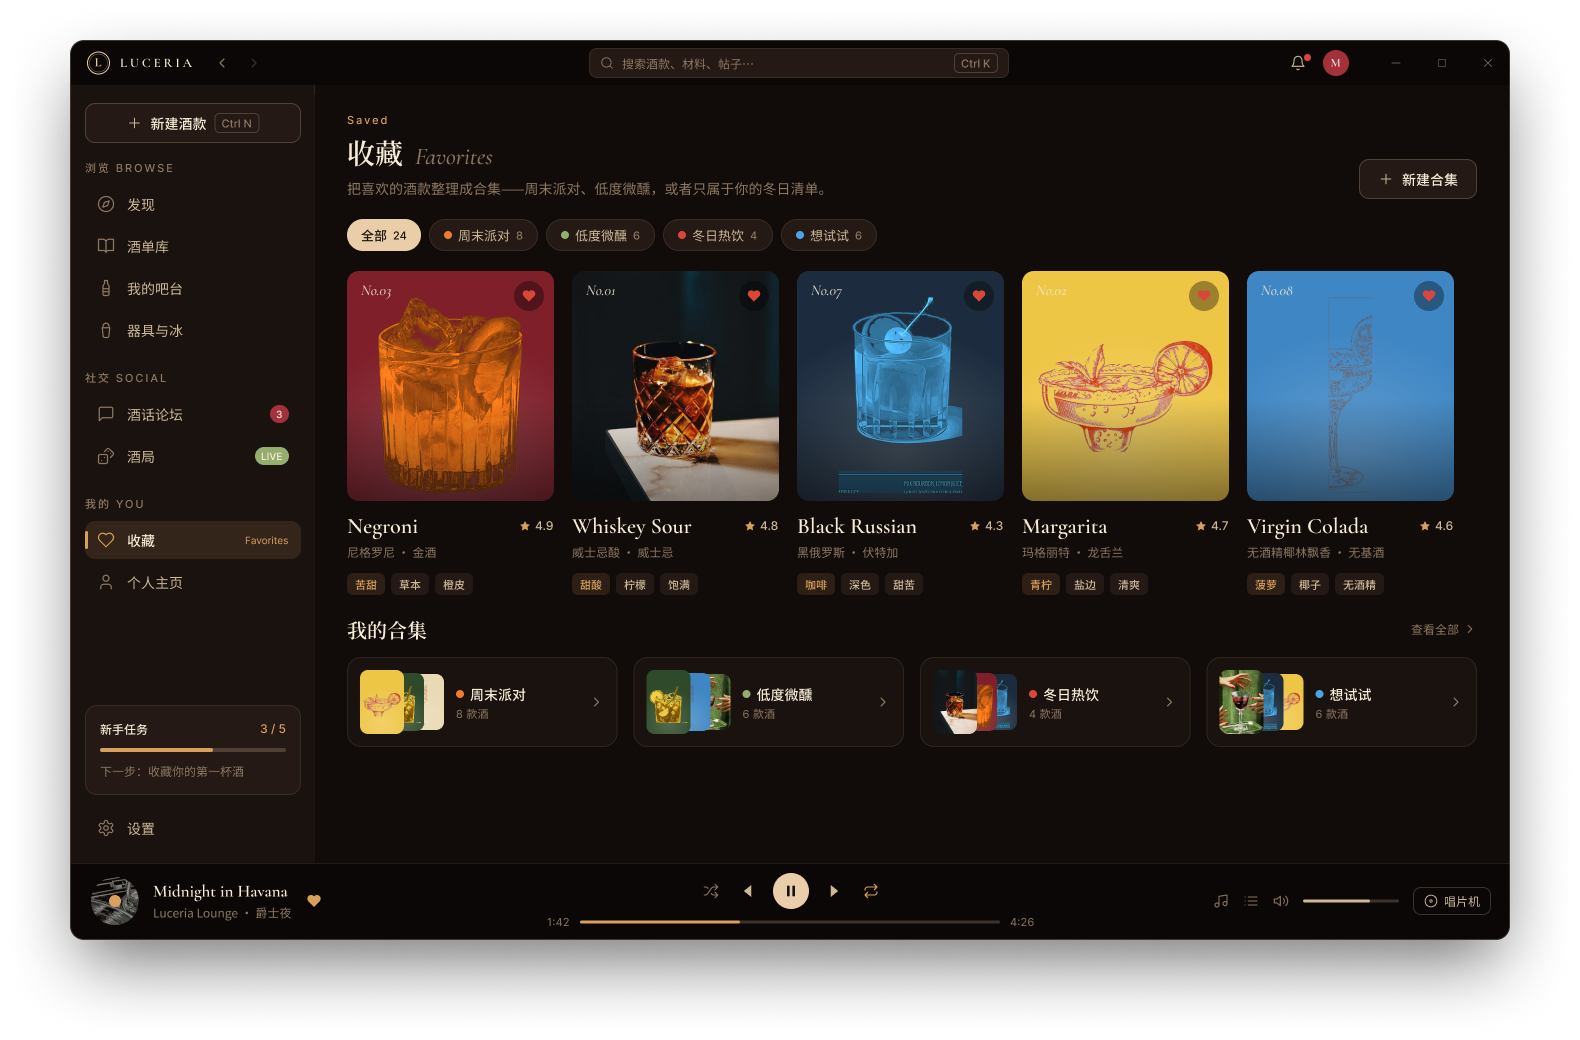 L LUCERIA
搜索酒款、材料、帖子… Ctrl K
M
新建酒款 Ctrl N
浏览 BROWSE
发现
酒单库
我的吧台
器具与冰
社交 SOCIAL
酒话论坛 3
酒局 LIVE
我的 YOU
收藏 Favorites
个人主页
新手任务 3 / 5
下一步：收藏你的第一杯酒
设置
Saved
收藏 Favorites
把喜欢的酒款整理成合集——周末派对、低度微醺，或者只属于你的冬日清单。
新建合集
全部 24 周末派对 8 低度微醺 6 冬日热饮 4 想试试 6
No.03
Negroni 4.9
尼格罗尼 • 金酒
苦甜 草本 橙皮
No.01
Whiskey Sour 4.8
威士忌酸 • 威士忌
甜酸 柠檬 饱满
No.07
Black Russian 4.3
黑俄罗斯 • 伏特加
咖啡 深色 甜苦
No.02
Margarita 4.7
玛格丽特 • 龙舌兰
青柠 盐边 清爽
No.08
Virgin Colada 4.6
无酒精椰林飘香 • 无基酒
菠萝 椰子 无酒精
我的合集
查看全部
周末派对
8 款酒
低度微醺
6 款酒
冬日热饮
4 款酒
想试试
6 款酒
Midnight in Havana
Luceria Lounge • 爵士夜
1:42 4:26
唱片机